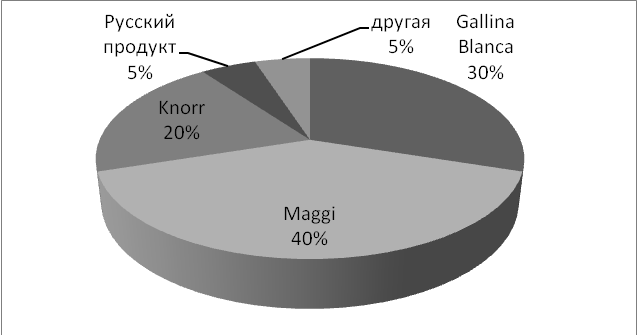 Русский
продукт
5%
другая
5%
Gallina
Blanca
30%
Knorr
20%
Maggi
40%